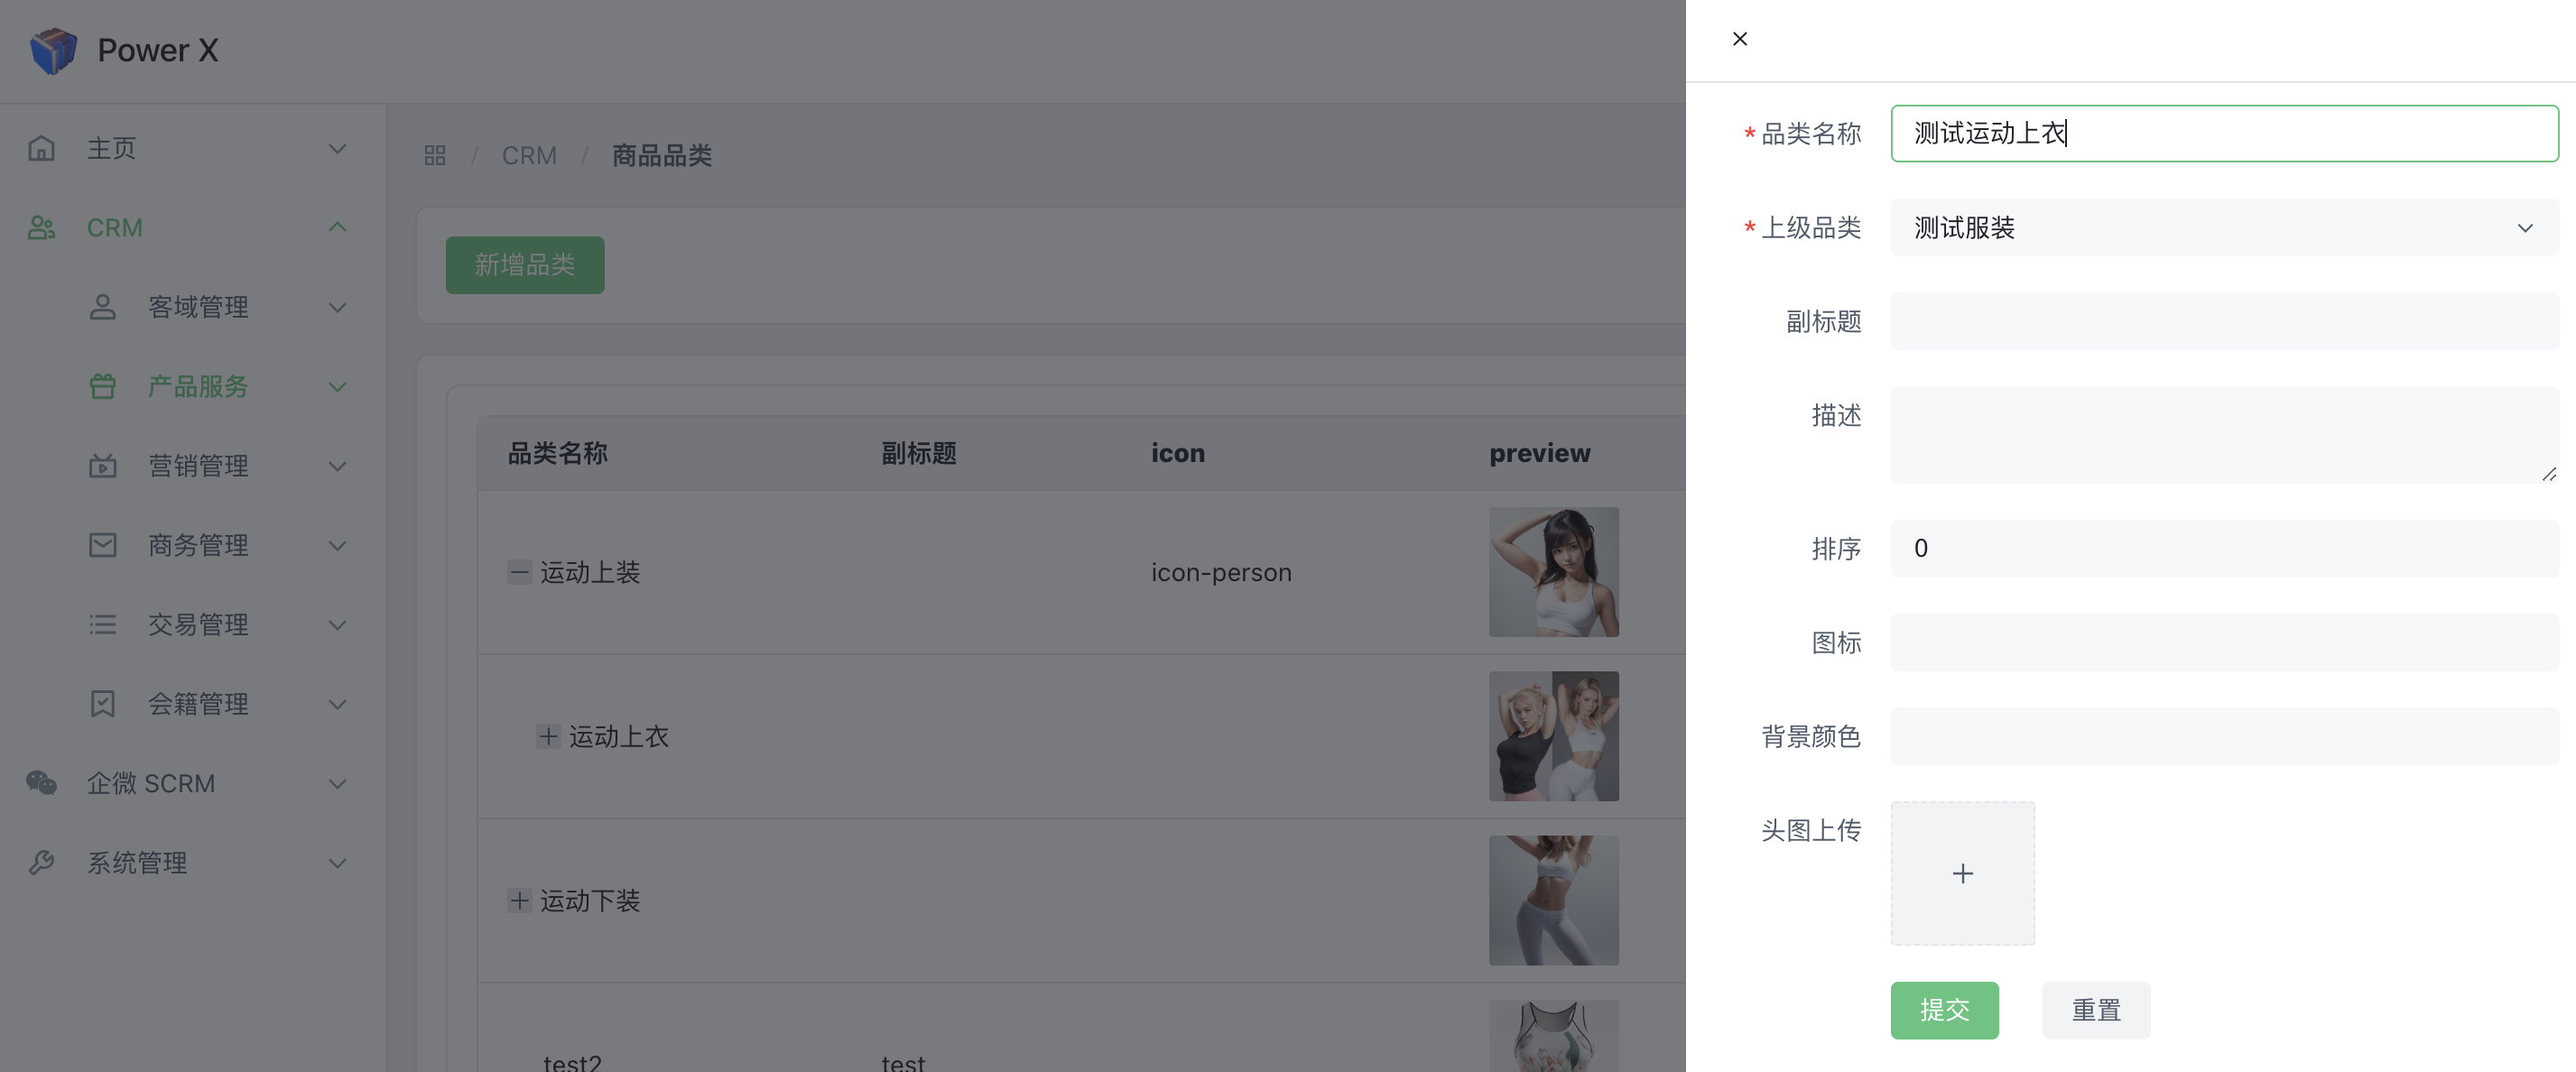 Power X
主页
CRM
客域管理
产品服务
营销管理
商务管理
交易管理
会籍管理
企微 SCRM
系统管理
/ CRM / 商品品类
新增品类
品类名称 副标题 icon preview
运动上装 icon-person
运动上衣
运动下装
test2 test
* 品类名称 测试运动上衣
* 上级品类 测试服装
副标题
描述
排序 0
图标
背景颜色
头图上传
提交 重置